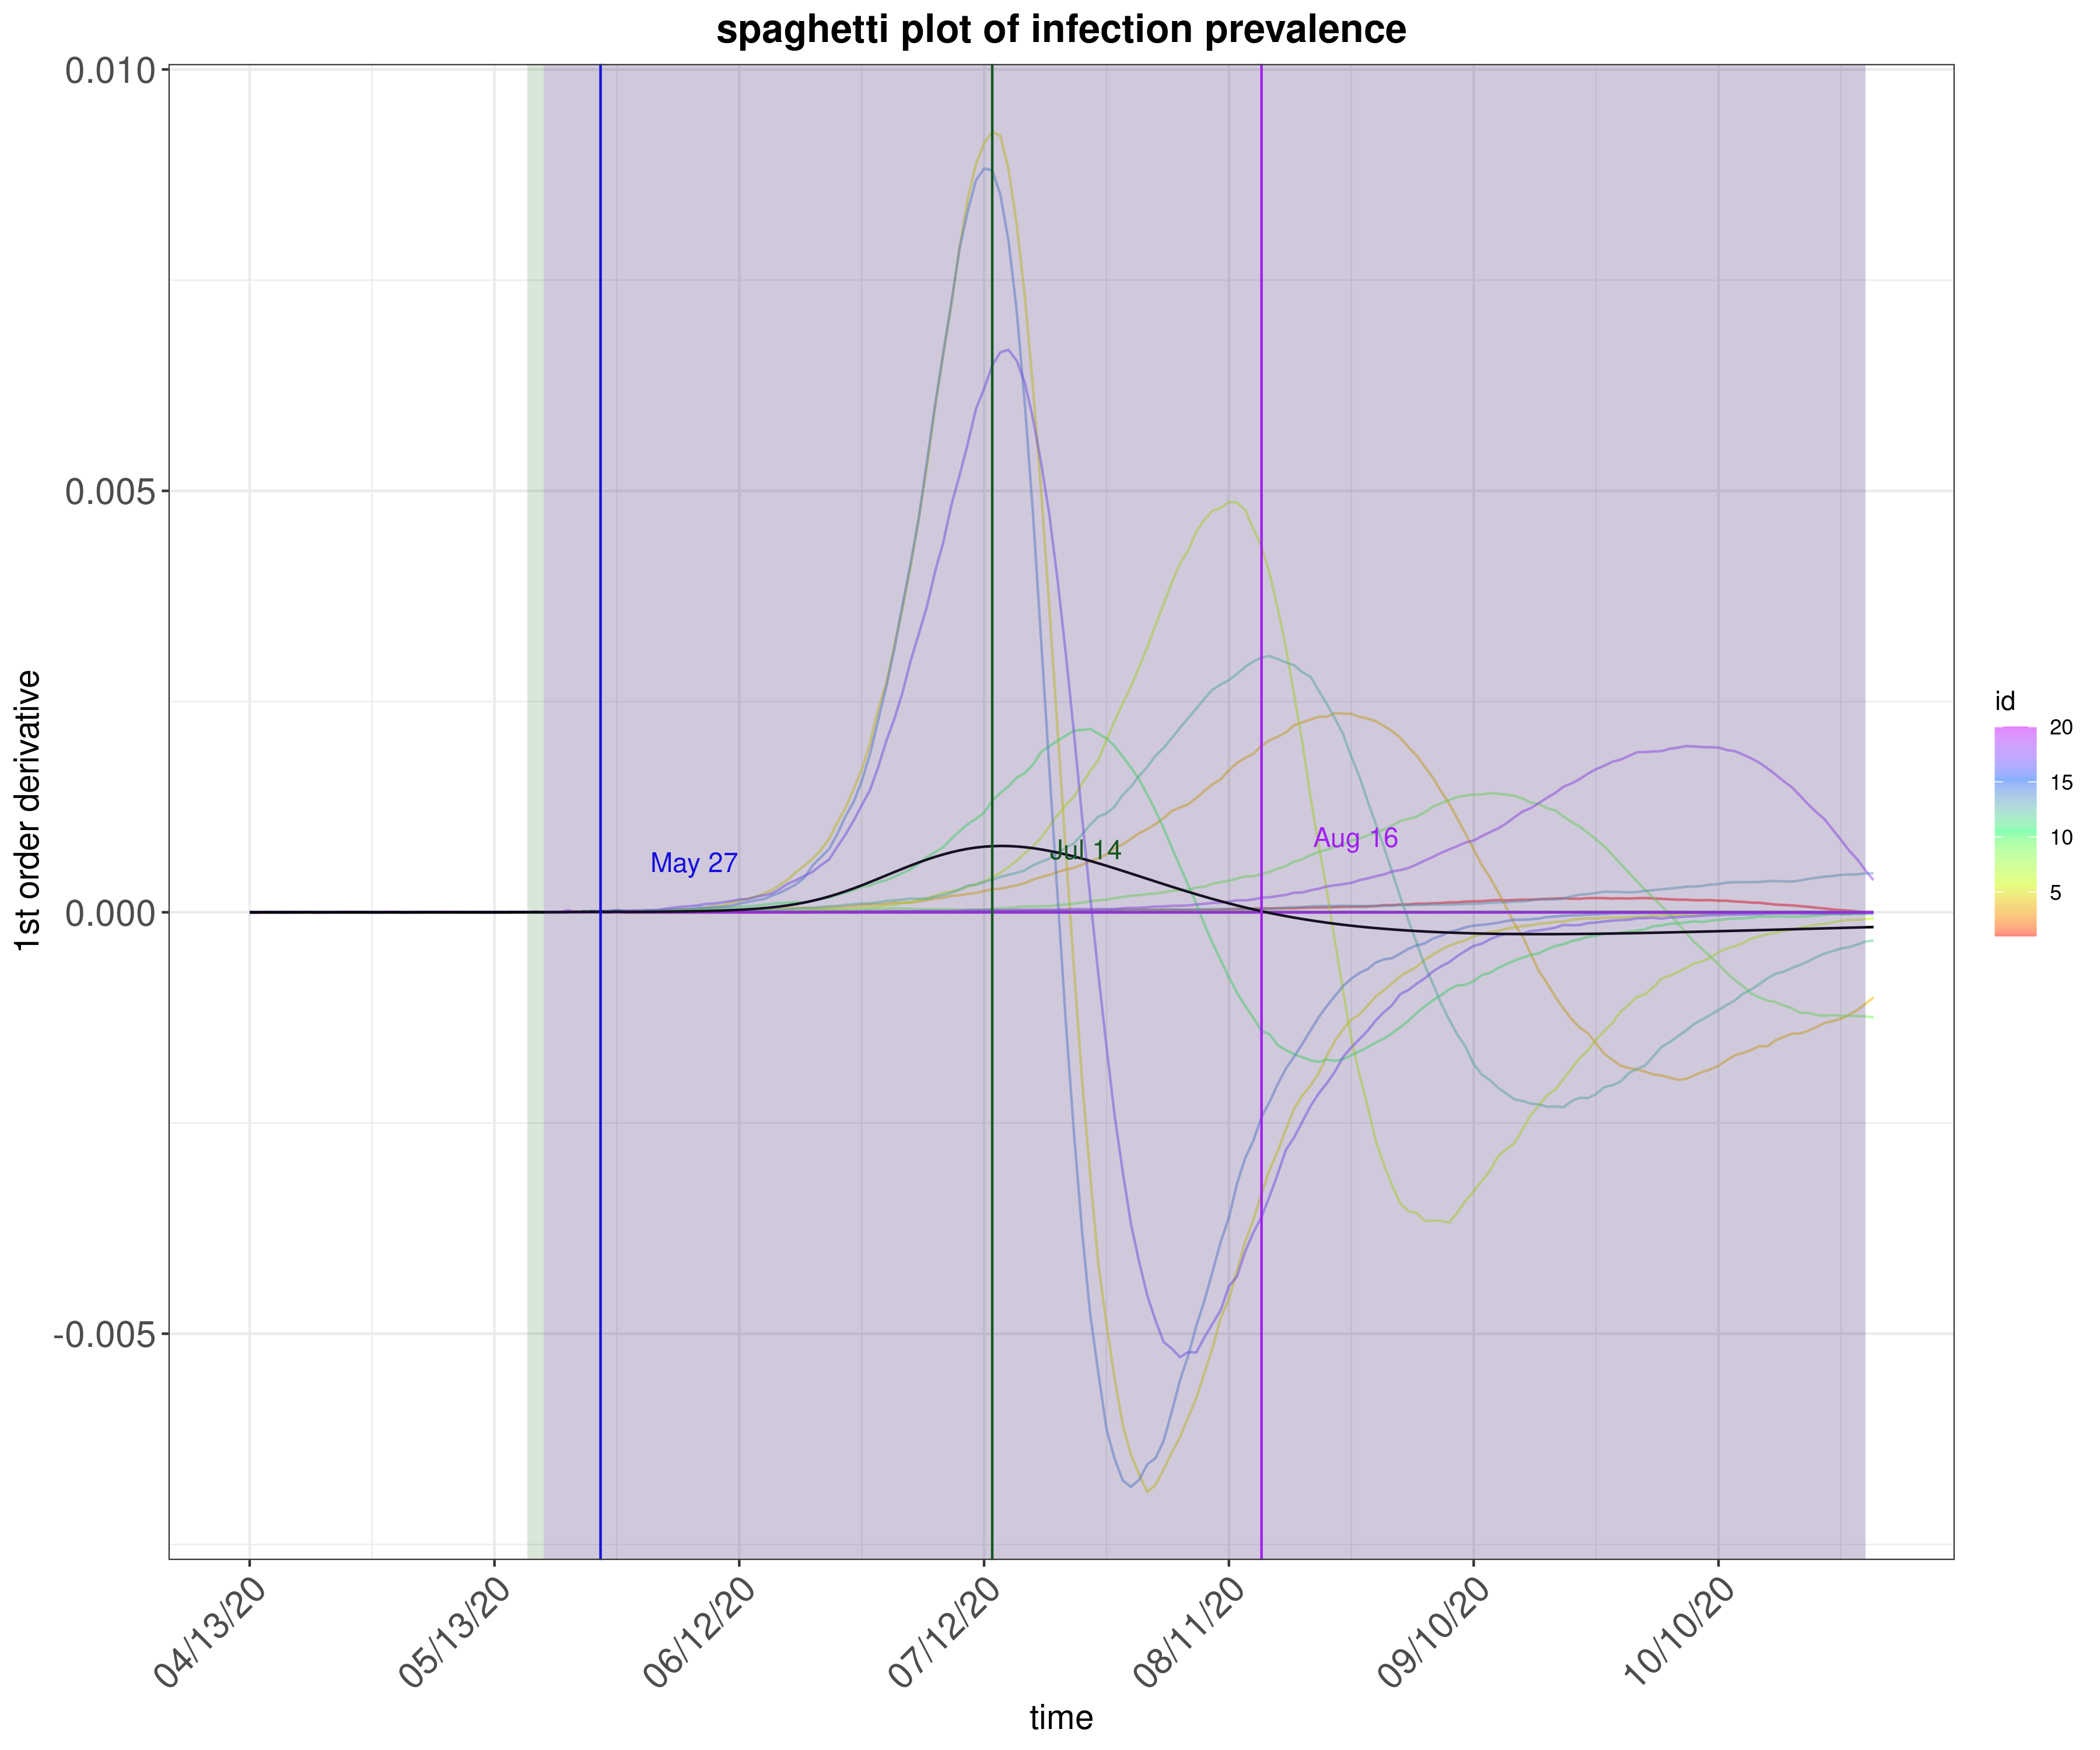 spaghetti plot of infection prevalence
0.010
0.005
0.000
-0.005
1st order derivative
May 27
Jul 14
Aug 16
id
20
15
10
5
04/13/20
05/13/20
06/12/20
07/12/20
08/11/20
09/10/20
10/10/20
time